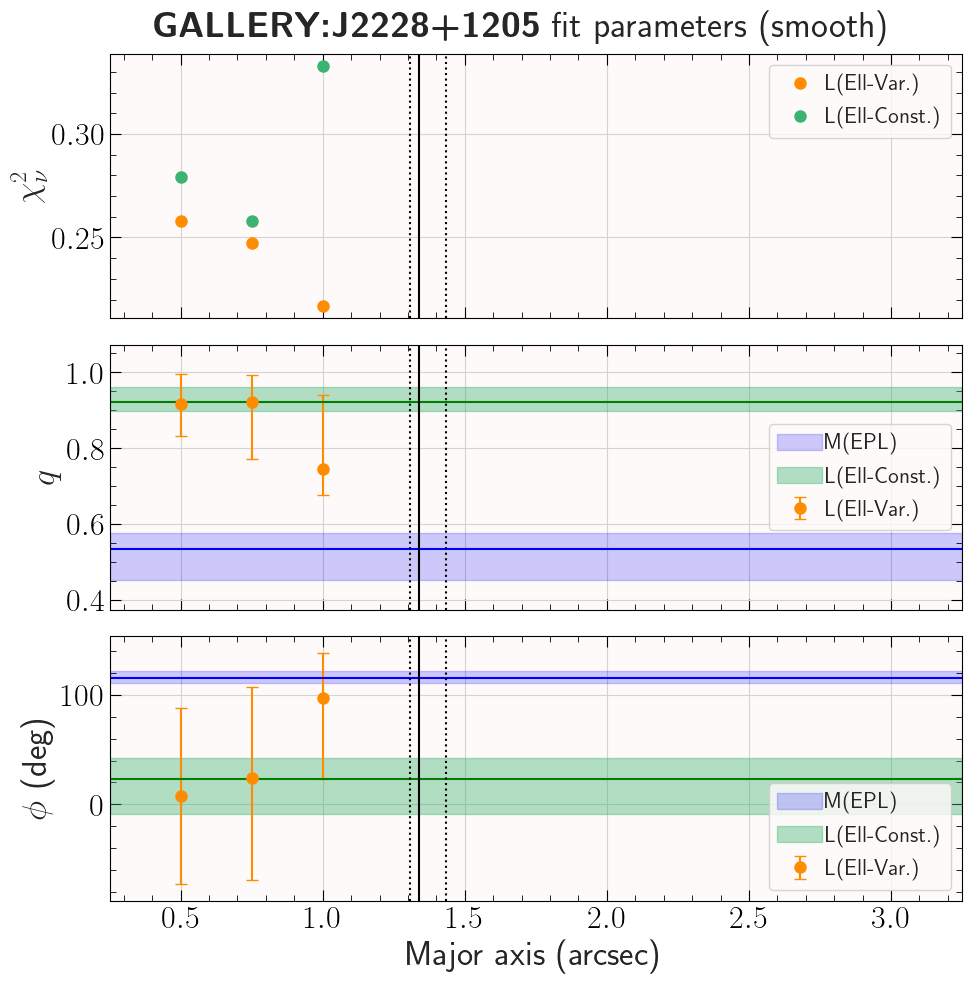 GALLERY:J2228+1205 fit parameters (smooth)
L(Ell-Var.)
L(Ell-Const.)
0.30
0.25
χ²ν
1.0
0.8
0.6
0.4
q
M(EPL)
L(Ell-Const.)
L(Ell-Var.)
100
0
ϕ (deg)
M(EPL)
L(Ell-Const.)
L(Ell-Var.)
0.5 1.0 1.5 2.0 2.5 3.0
Major axis (arcsec)